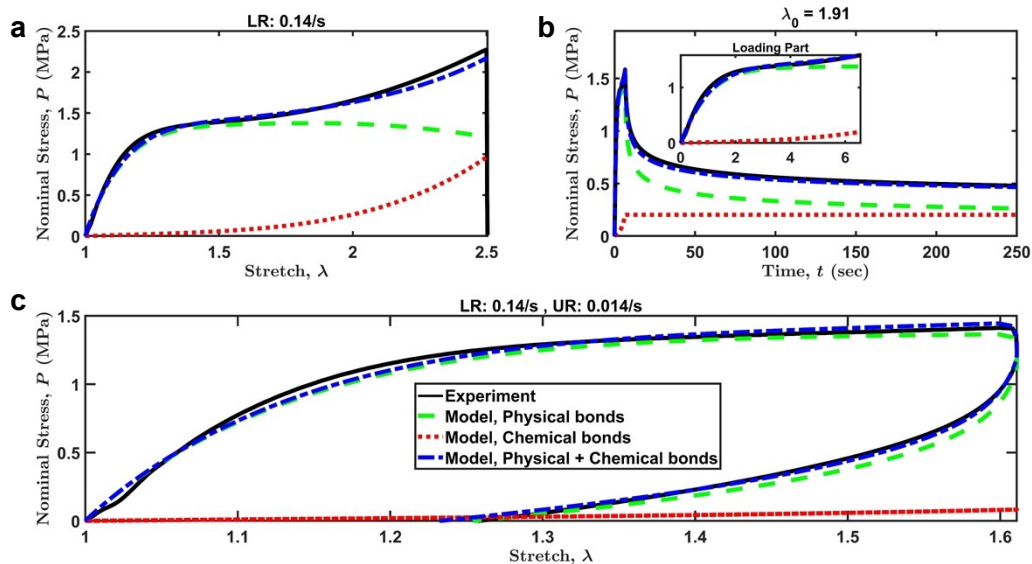 a
LR: 0.14/s
Nominal Stress, P (MPa)
2.5
2
1.5
1
0.5
0
1
1.5
2
2.5
Stretch, λ
b
λ0 = 1.91
Nominal Stress, P (MPa)
1.5
1
0.5
0
Loading Part
1
0
0
2
4
6
0
50
100
150
200
250
Time, t (sec)
c
LR: 0.14/s , UR: 0.014/s
Nominal Stress, P (MPa)
1.5
1
0.5
0
Experiment
Model, Physical bonds
Model, Chemical bonds
Model, Physical + Chemical bonds
1
1.1
1.2
1.3
1.4
1.5
1.6
Stretch, λ